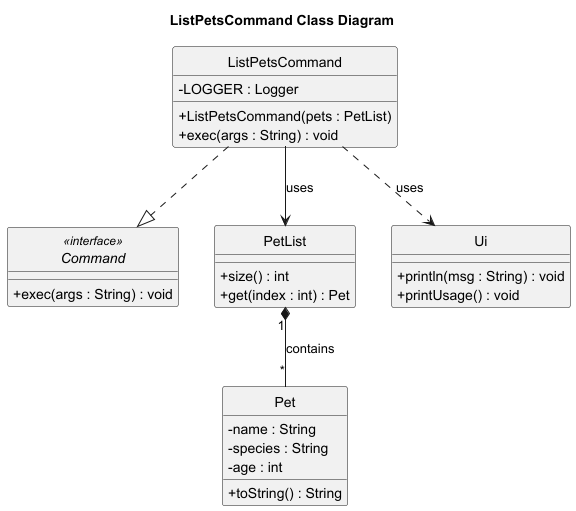 ListPetsCommand Class Diagram
ListPetsCommand
-LOGGER : Logger
+ListPetsCommand(pets : PetList)
+exec(args : String) : void
uses
uses
«interface»
Command
+exec(args : String) : void
PetList
+size() : int
+get(index : int) : Pet
Ui
+println(msg : String) : void
+printUsage() : void
1
contains
*
Pet
-name : String
-species : String
-age : int
+toString() : String